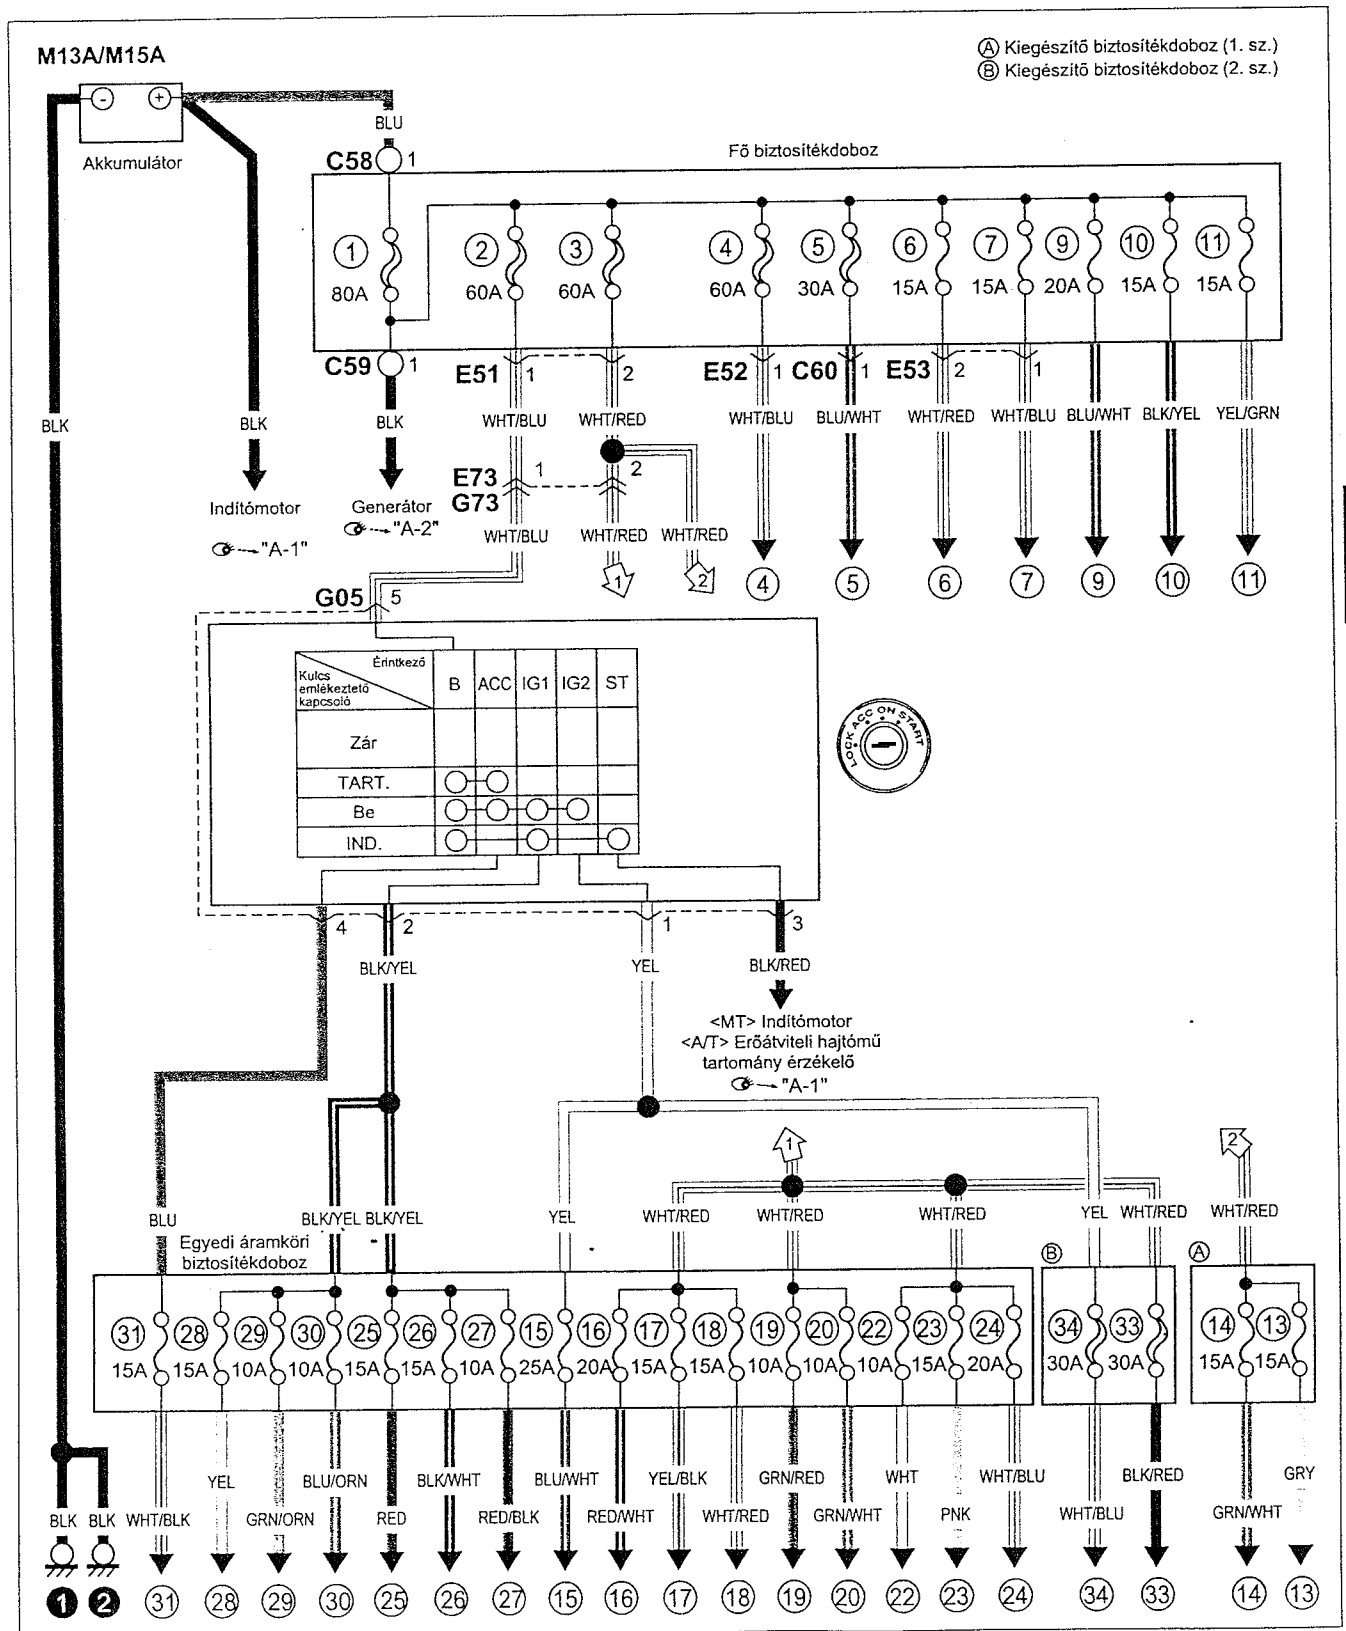 M13A/M15A
Ⓐ Kiegészítő biztosítékdoboz (1. sz.)
Ⓑ Kiegészítő biztosítékdoboz (2. sz.)
- +
BLU
Akkumulátor
C58 1
Fő biztosítékdoboz
1 2 3 4 5 6 7 9 10 11
80A 60A 60A 60A 30A 15A 15A 20A 15A 15A
C59 1 E51 1 2 E52 1 C60 1 E53 2 1
BLK BLK BLK WHT/BLU WHT/RED WHT/BLU BLU/WHT WHT/RED WHT/BLU BLU/WHT BLK/YEL YEL/GRN
E73 1 2
G73
Indítómotor Generátor
"A-1" "A-2"
WHT/BLU WHT/RED WHT/RED
1 2 4 5 6 7 9 10 11
G05 5
Érintkező
Kulcs
emlékeztető
kapcsoló
B ACC IG1 IG2 ST
Zár
TART.
Be
IND.
LOCK ACC ON START
4 2 1 3
BLK/YEL YEL BLK/RED
<MT> Indítómotor
<A/T> Erőátviteli hajtómű
tartomány érzékelő
"A-1"
1 2
BLU BLK/YEL BLK/YEL YEL WHT/RED WHT/RED WHT/RED YEL WHT/RED WHT/RED
Egyedi áramköri
biztosítékdoboz
B A
31 28 29 30 25 26 27 15 16 17 18 19 20 22 23 24 34 33 14 13
15A 15A 10A 10A 15A 15A 10A 25A 20A 15A 15A 10A 10A 10A 15A 20A 30A 30A 15A 15A
YEL BLU/ORN BLK/WHT BLU/WHT YEL/BLK GRN/RED WHT WHT/BLU BLK/RED GRY
BLK BLK WHT/BLK GRN/ORN RED RED/BLK RED/WHT WHT/RED GRN/WHT PNK WHT/BLU GRN/WHT
1 2 31 28 29 30 25 26 27 15 16 17 18 19 20 22 23 24 34 33 14 13